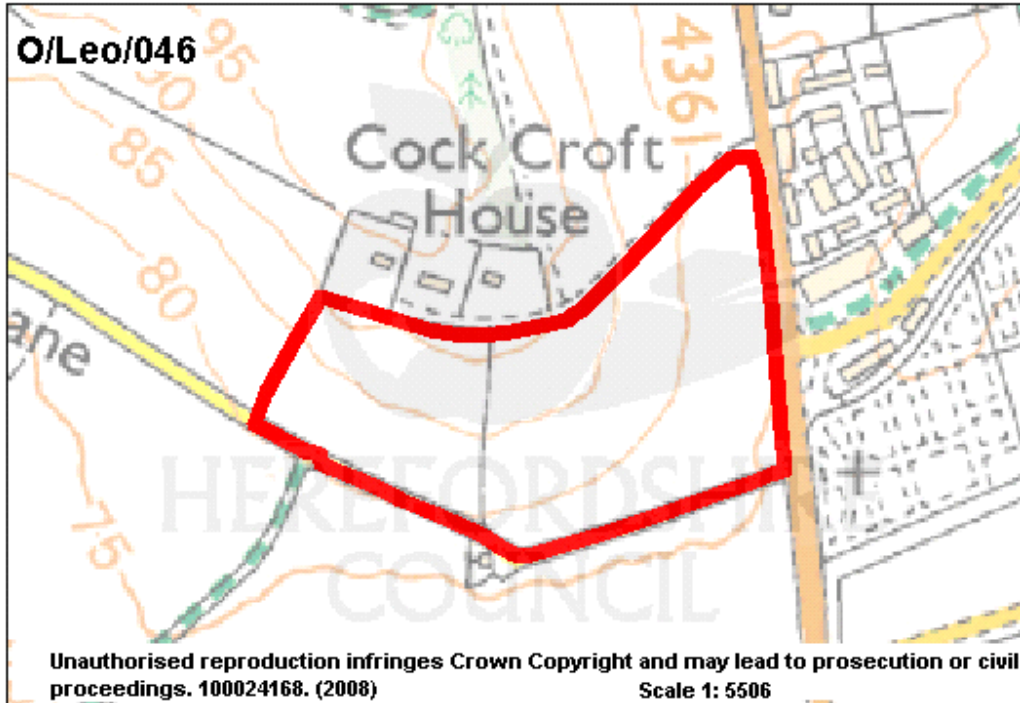 O/Leo/046
95
90
85
80
75
4361
Cock Croft
House
ane
HEREFORDSHIRE
COUNCIL
Unauthorised reproduction infringes Crown Copyright and may lead to prosecution or civil
proceedings. 100024168. (2008) Scale 1: 5506